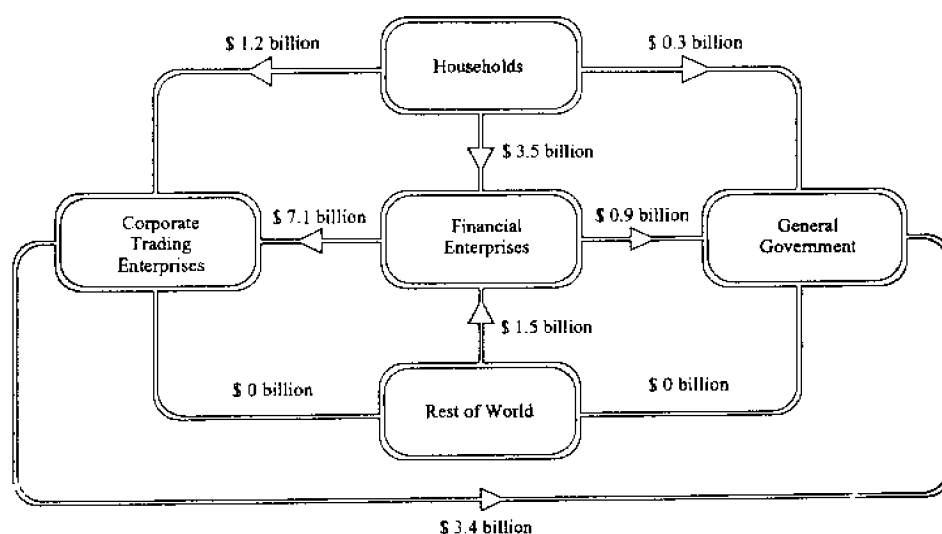 $ 1.2 billion
$ 0.3 billion
Households
$ 3.5 billion
Corporate
Trading
Enterprises
$ 7.1 billion
Financial
Enterprises
$ 0.9 billion
General
Government
$ 1.5 billion
$ 0 billion
Rest of World
$ 0 billion
$ 3.4 billion